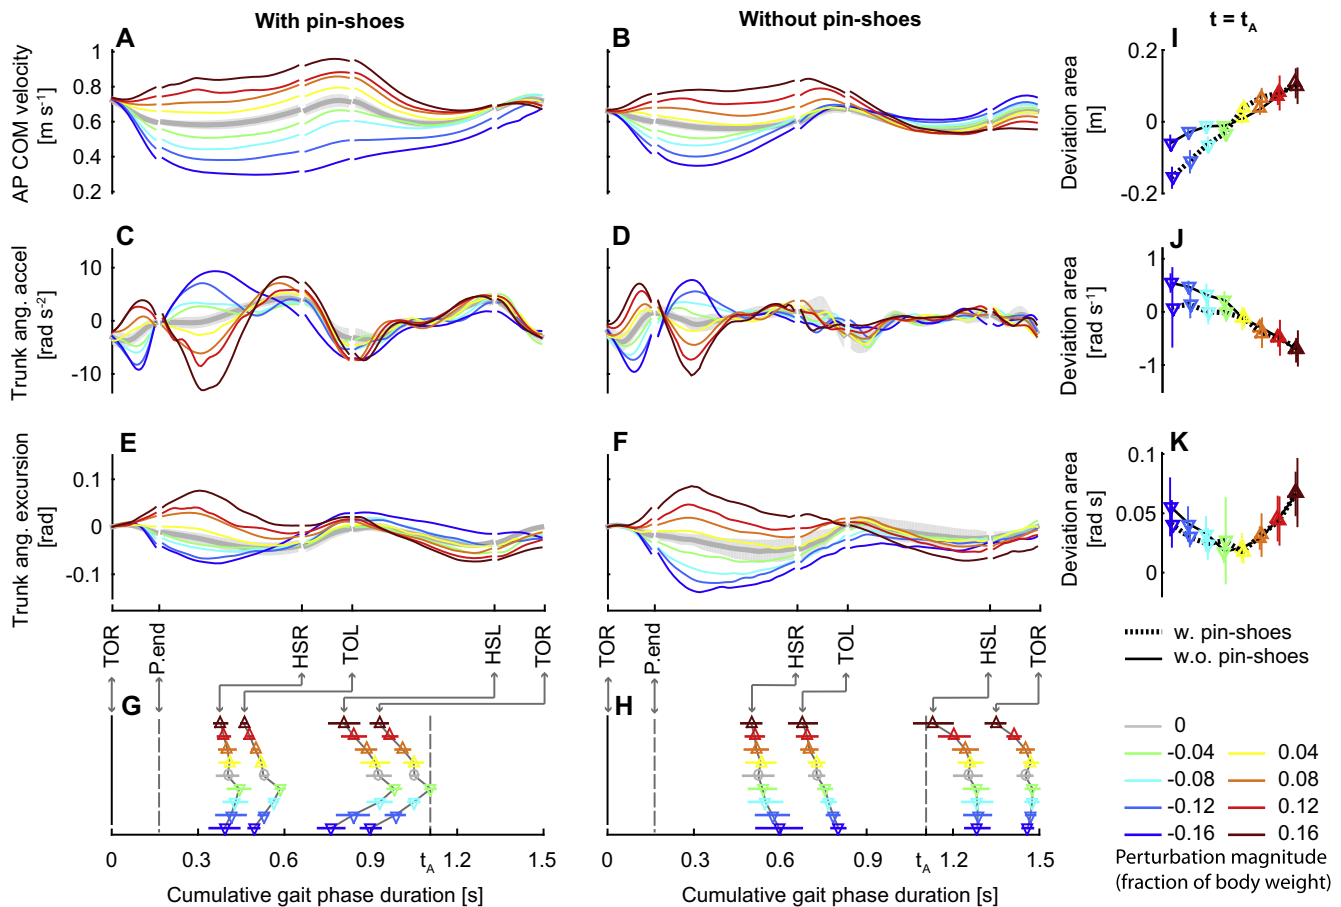 With pin-shoes
Without pin-shoes
t = tA
A
B
I
AP COM velocity
[m s-1]
1
0.8
0.6
0.4
0.2
Deviation area
[m]
0.2
0
-0.2
C
D
J
Trunk ang. accel
[rad s-2]
10
0
-10
Deviation area
[rad s-1]
1
0
-1
E
F
K
Trunk ang. excursion
[rad]
0.1
0
-0.1
Deviation area
[rad s]
0.1
0.05
0
TOR
P.end
HSR
TOL
HSL
TOR
TOR
P.end
HSR
TOL
HSL
TOR
w. pin-shoes
w.o. pin-shoes
G
H
0
-0.04 0.04
-0.08 0.08
-0.12 0.12
-0.16 0.16
Perturbation magnitude
(fraction of body weight)
0 0.3 0.6 0.9 tA 1.2 1.5
0 0.3 0.6 0.9 tA 1.2 1.5
Cumulative gait phase duration [s]
Cumulative gait phase duration [s]